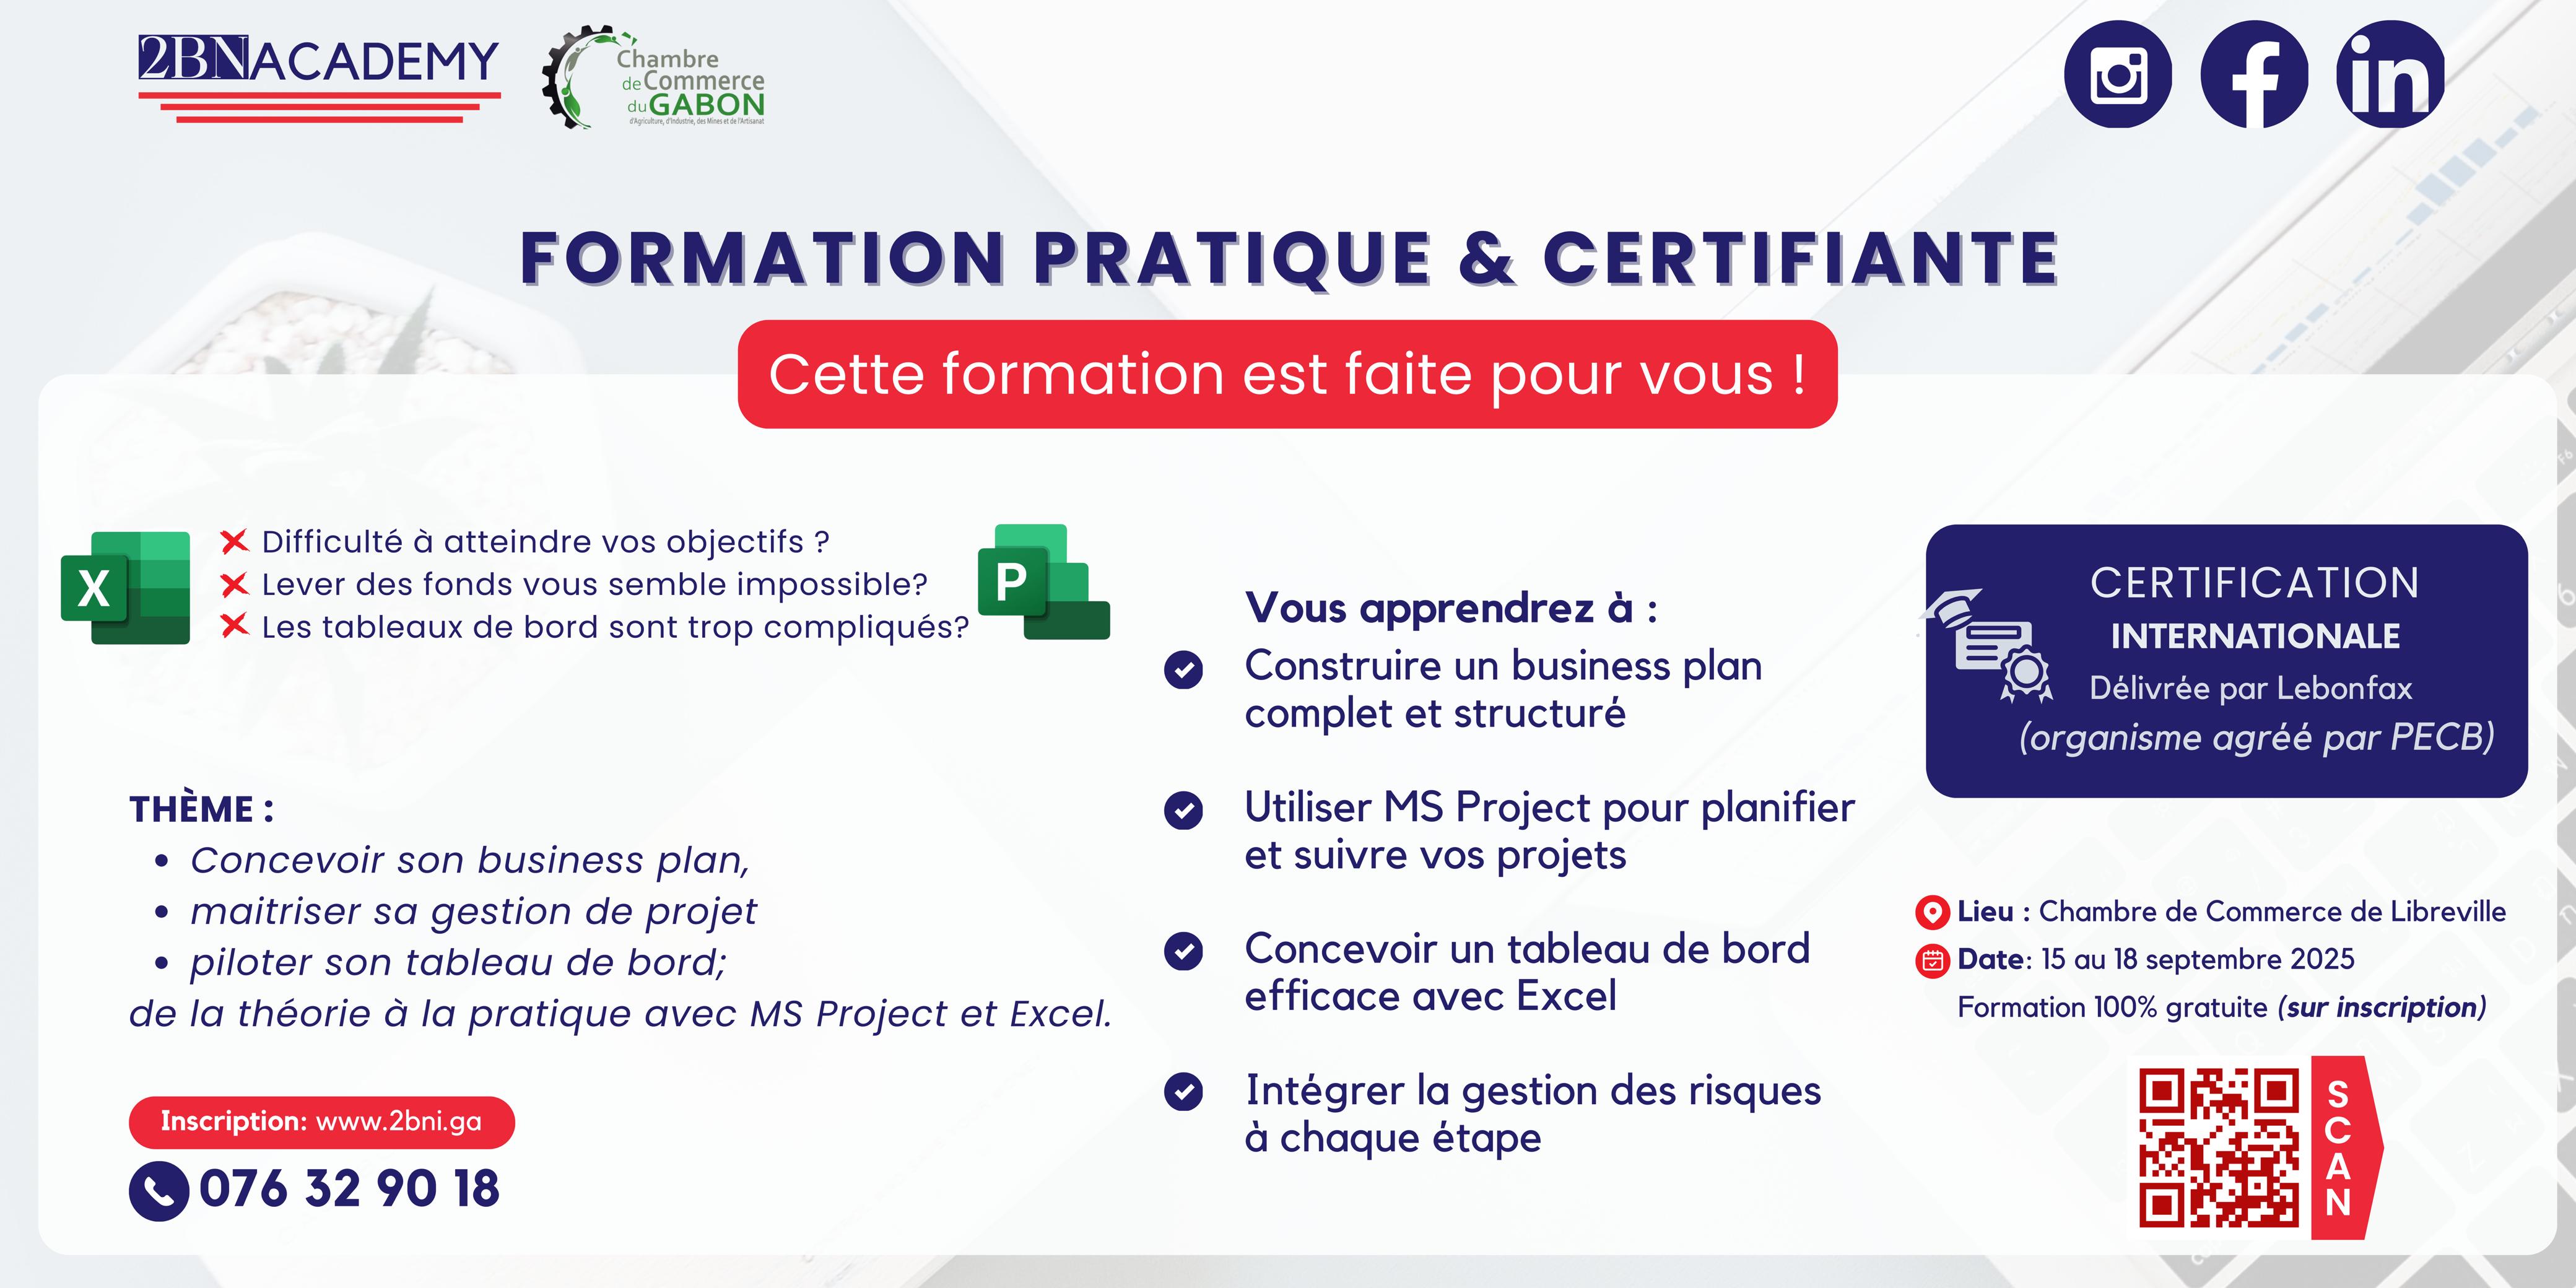 2BN ACADEMY
Chambre
de Commerce
du GABON
d'Agriculture, d'Industrie, des Mines et de l'Artisanat
in
FORMATION PRATIQUE & CERTIFIANTE
Cette formation est faite pour vous !
X
Difficulté à atteindre vos objectifs ?
Lever des fonds vous semble impossible?
Les tableaux de bord sont trop compliqués?
P
THÈME :
• Concevoir son business plan,
• maitriser sa gestion de projet
• piloter son tableau de bord;
de la théorie à la pratique avec MS Project et Excel.
Inscription: www.2bni.ga
076 32 90 18
Vous apprendrez à :
Construire un business plan
complet et structuré
Utiliser MS Project pour planifier
et suivre vos projets
Concevoir un tableau de bord
efficace avec Excel
Intégrer la gestion des risques
à chaque étape
CERTIFICATION
INTERNATIONALE
Délivrée par Lebonfax
(organisme agréé par PECB)
Lieu : Chambre de Commerce de Libreville
Date: 15 au 18 septembre 2025
Formation 100% gratuite (sur inscription)
SCAN